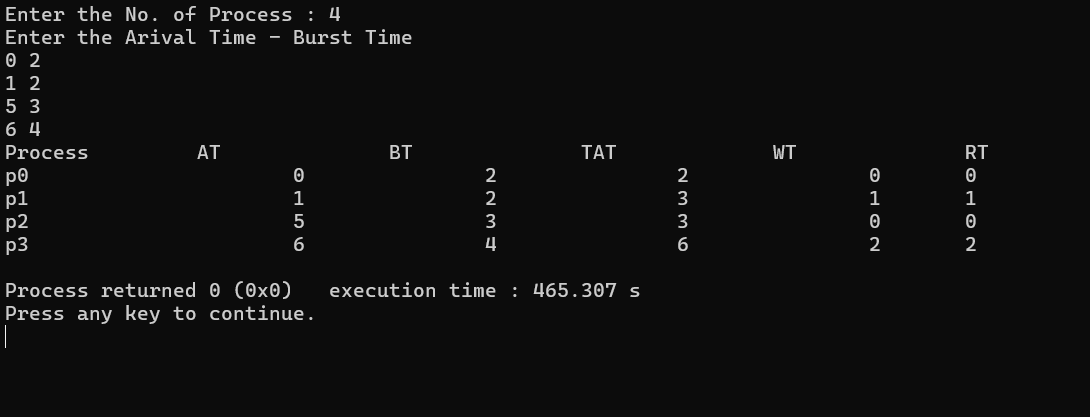 Enter the No. of Process : 4
Enter the Arival Time - Burst Time
0 2
1 2
5 3
6 4
Process         AT              BT              TAT             WT              RT
p0                      0               2               2               0       0
p1                      1               2               3               1       1
p2                      5               3               3               0       0
p3                      6               4               6               2       2
Process returned 0 (0x0)   execution time : 465.307 s
Press any key to continue.